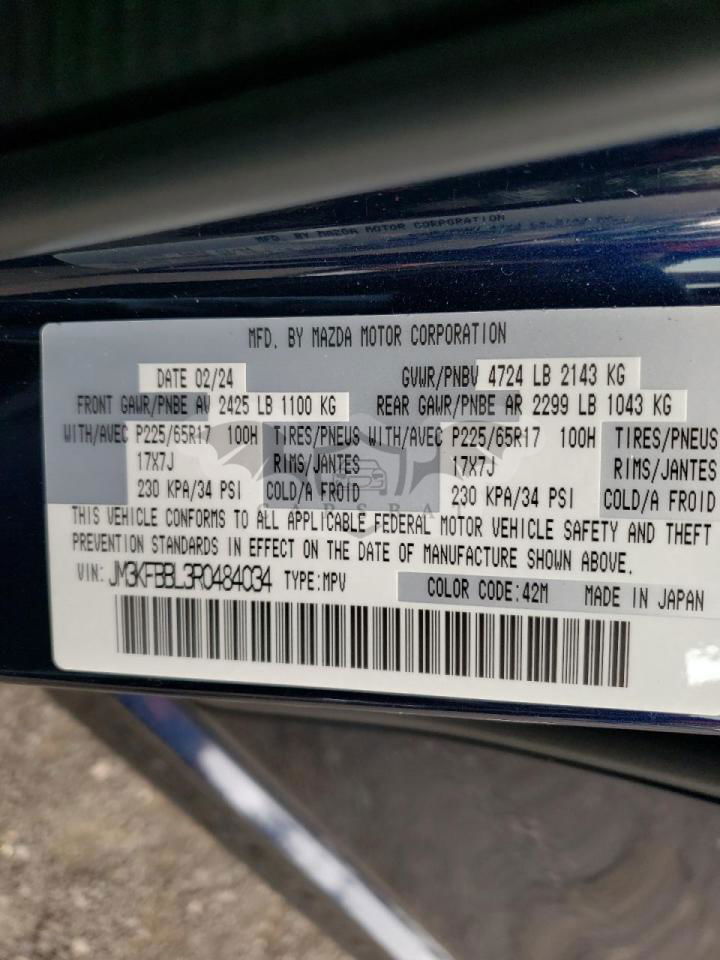 MAZDA MOTOR CORPORATION
MFD. BY MAZDA MOTOR CORPORATION
DATE 02/24 GVWR/PNBV 4724 LB 2143 KG
FRONT GAWR/PNBE AV 2425 LB 1100 KG REAR GAWR/PNBE AR 2299 LB 1043 KG
WITH/AVEC P225/65R17 100H TIRES/PNEUS WITH/AVEC P225/65R17 100H TIRES/PNEUS
17X7J RIMS/JANTES 17X7J RIMS/JANTES
230 KPA/34 PSI COLD/A FROID 230 KPA/34 PSI COLD/A FROID
CARSBAT
THIS VEHICLE CONFORMS TO ALL APPLICABLE FEDERAL MOTOR VEHICLE SAFETY AND THEFT
PREVENTION STANDARDS IN EFFECT ON THE DATE OF MANUFACTURE SHOWN ABOVE.
VIN: JM3KFBBL3R0484034 TYPE:MPV COLOR CODE:42M MADE IN JAPAN